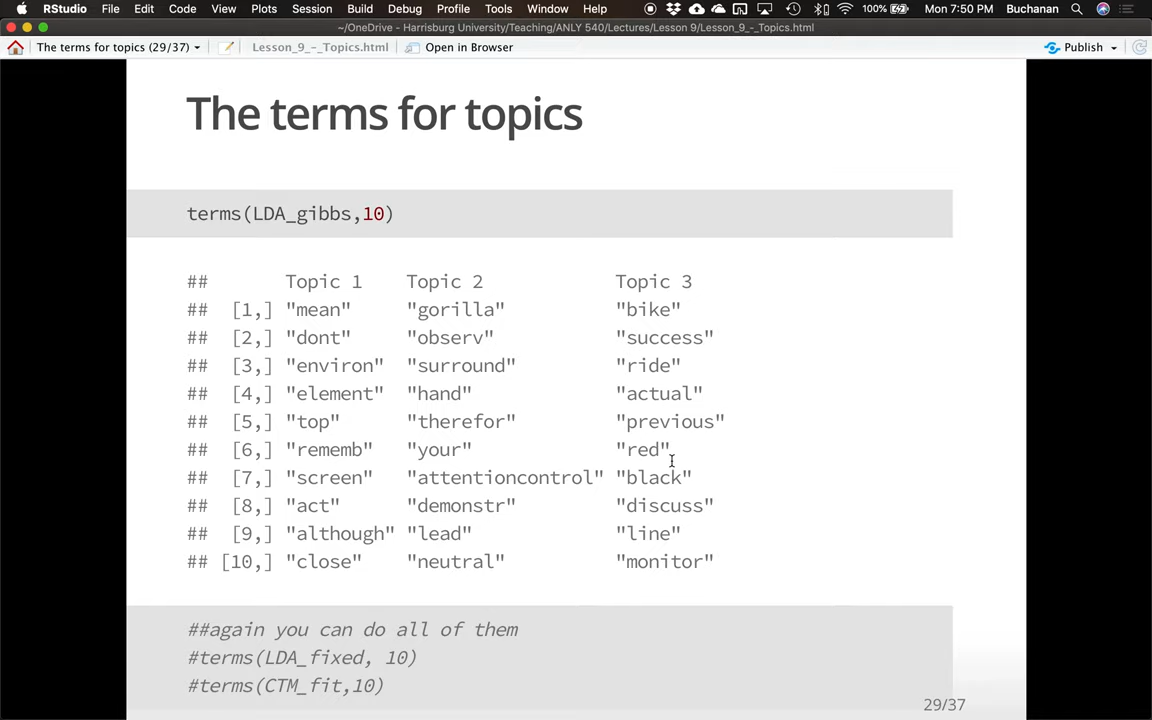 RStudio File Edit Code View Plots Session Build Debug Profile Tools Window Help 100% Mon 7:50 PM Buchanan
~/OneDrive - Harrisburg University/Teaching/ANLY 540/Lectures/Lesson 9/Lesson_9_-_Topics.html
The terms for topics (29/37) Lesson_9_-_Topics.html Open in Browser Publish
The terms for topics
terms(LDA_gibbs,10)
## Topic 1 Topic 2 Topic 3
## [1,] "mean" "gorilla" "bike"
## [2,] "dont" "observ" "success"
## [3,] "environ" "surround" "ride"
## [4,] "element" "hand" "actual"
## [5,] "top" "therefor" "previous"
## [6,] "rememb" "your" "red"
## [7,] "screen" "attentioncontrol" "black"
## [8,] "act" "demonstr" "discuss"
## [9,] "although" "lead" "line"
## [10,] "close" "neutral" "monitor"
##again you can do all of them
#terms(LDA_fixed, 10)
#terms(CTM_fit,10)
29/37